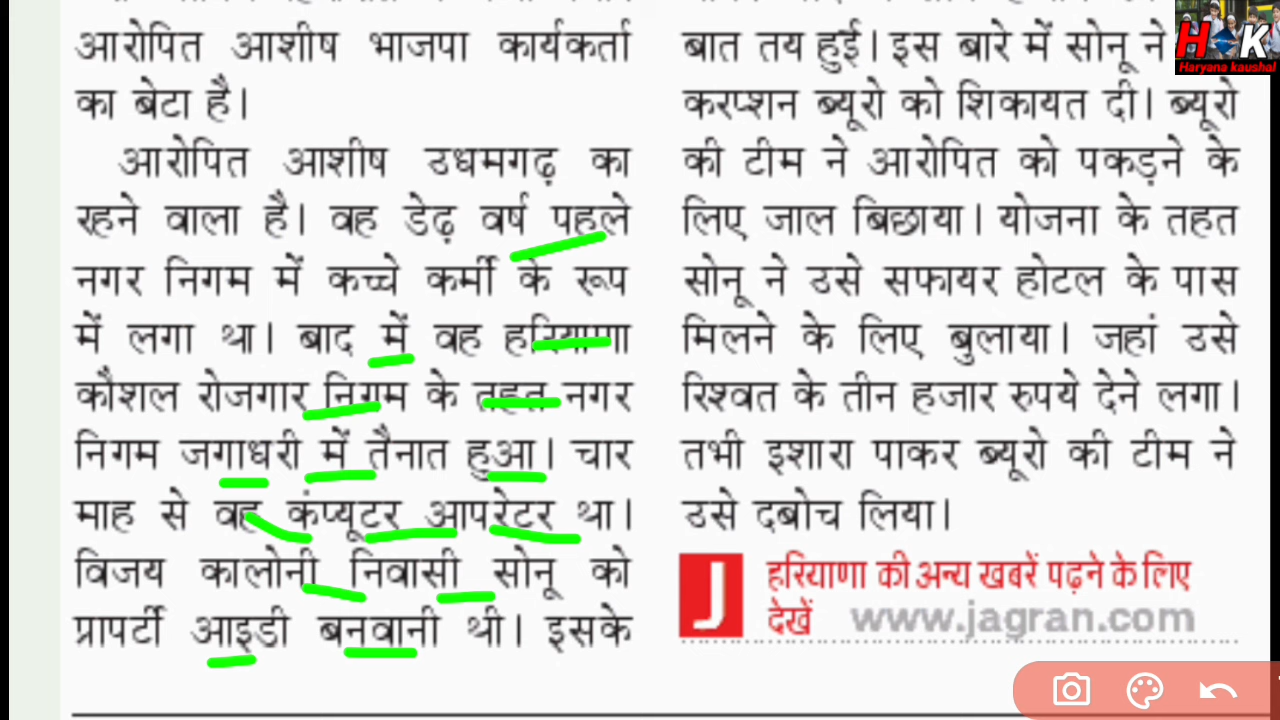 आरोपित आशीष भाजपा कार्यकर्ता
का बेटा है।
आरोपित आशीष उधमगढ़ का
रहने वाला है। वह डेढ़ वर्ष पहले
नगर निगम में कच्चे कर्मी के रूप
में लगा था। बाद में वह हरियाणा
कौशल रोजगार निगम के तहत नगर
निगम जगाधरी में तैनात हुआ। चार
माह से वह कंप्यूटर आपरेटर था।
विजय कालोनी निवासी सोनू को
प्रापर्टी आइडी बनवानी थी। इसके
बात तय हुई। इस बारे में सोनू ने
करप्शन ब्यूरो को शिकायत दी। ब्यूरो
की टीम ने आरोपित को पकड़ने के
लिए जाल बिछाया। योजना के तहत
सोनू ने उसे सफायर होटल के पास
मिलने के लिए बुलाया। जहां उसे
रिश्वत के तीन हजार रुपये देने लगा।
तभी इशारा पाकर ब्यूरो की टीम ने
उसे दबोच लिया।
J हरियाणा की अन्य खबरें पढ़ने के लिए
देखें www.jagran.com
H K
Haryana kaushal